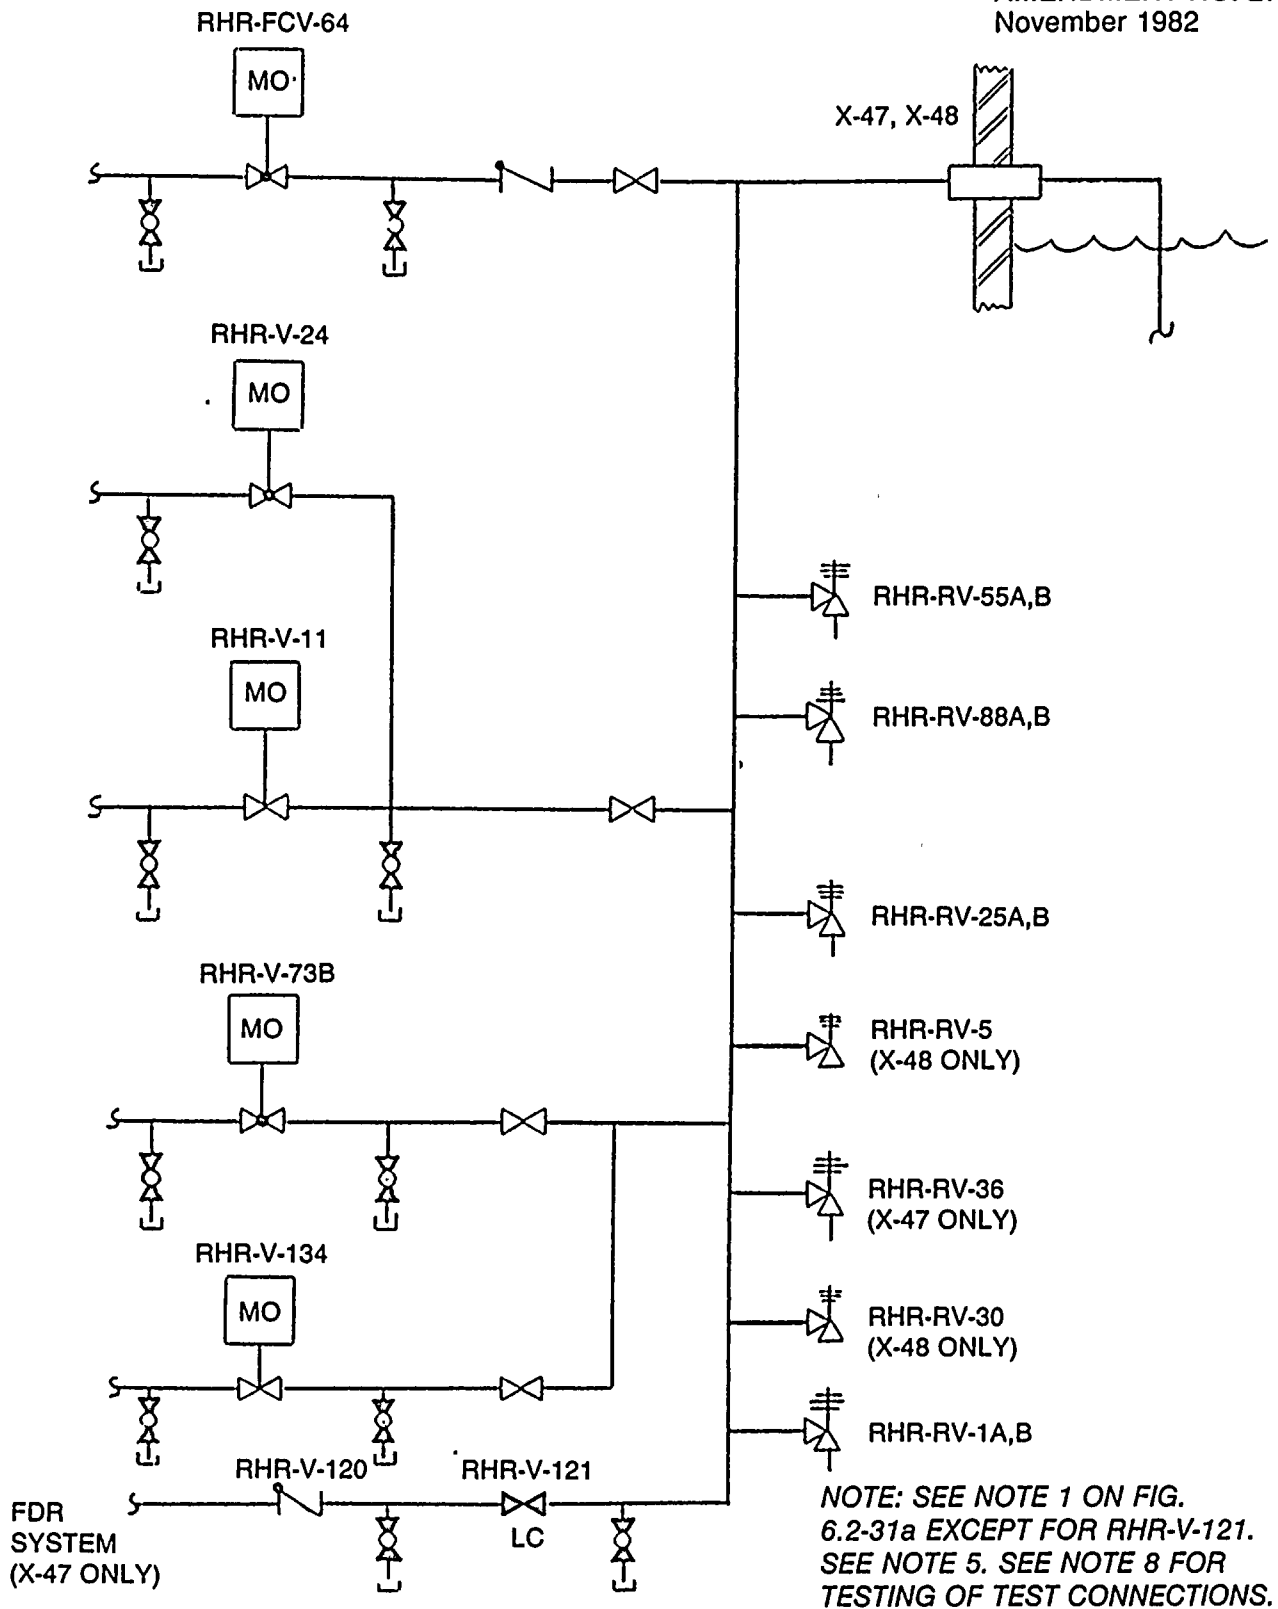 November 1982
RHR-FCV-64
MO
X-47, X-48
RHR-V-24
MO
RHR-RV-55A,B
RHR-V-11
MO
RHR-RV-88A,B
RHR-RV-25A,B
RHR-V-73B
MO
RHR-RV-5
(X-48 ONLY)
RHR-RV-36
(X-47 ONLY)
RHR-V-134
MO
RHR-RV-30
(X-48 ONLY)
RHR-RV-1A,B
RHR-V-120
RHR-V-121
LC
FDR
SYSTEM
(X-47 ONLY)
NOTE: SEE NOTE 1 ON FIG.
6.2-31a EXCEPT FOR RHR-V-121.
SEE NOTE 5. SEE NOTE 8 FOR
TESTING OF TEST CONNECTIONS.